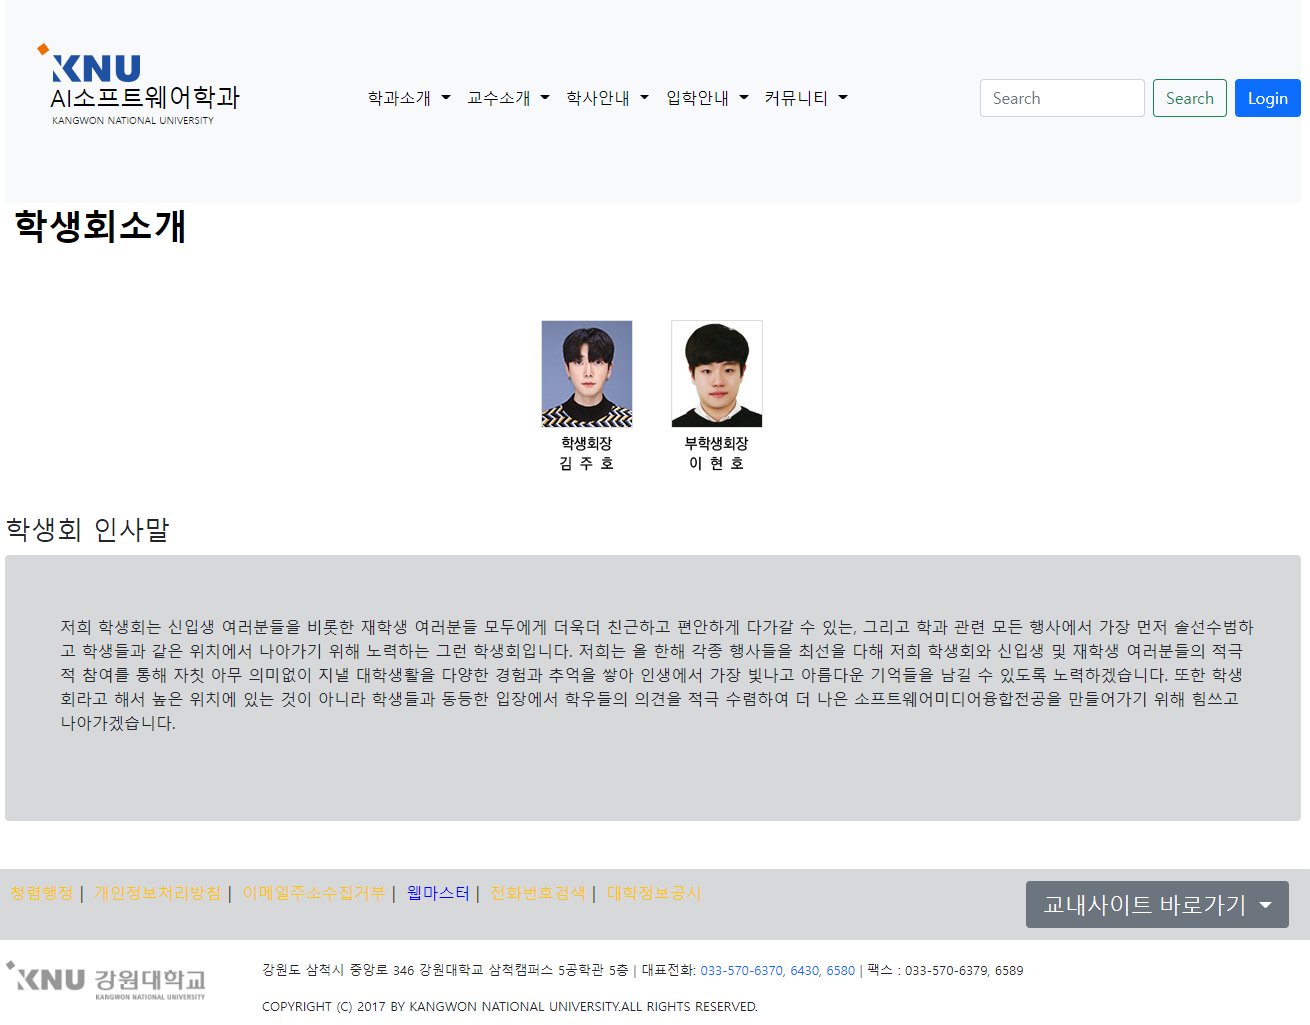 KNU
AI소프트웨어학과
KANGWON NATIONAL UNIVERSITY
학과소개 교수소개 학사안내 입학안내 커뮤니티
Search Search Login
학생회소개
학생회장 부학생회장
김 주 호 이 현 호
학생회 인사말
저희 학생회는 신입생 여러분들을 비롯한 재학생 여러분들 모두에게 더욱더 친근하고 편안하게 다가갈 수 있는, 그리고 학과 관련 모든 행사에서 가장 먼저 솔선수범하
고 학생들과 같은 위치에서 나아가기 위해 노력하는 그런 학생회입니다. 저희는 올 한해 각종 행사들을 최선을 다해 저희 학생회와 신입생 및 재학생 여러분들의 적극
적 참여를 통해 자칫 아무 의미없이 지낼 대학생활을 다양한 경험과 추억을 쌓아 인생에서 가장 빛나고 아름다운 기억들을 남길 수 있도록 노력하겠습니다. 또한 학생
회라고 해서 높은 위치에 있는 것이 아니라 학생들과 동등한 입장에서 학우들의 의견을 적극 수렴하여 더 나은 소프트웨어미디어융합전공을 만들어가기 위해 힘쓰고
나아가겠습니다.
청렴행정 | 개인정보처리방침 | 이메일주소수집거부 | 웹마스터 | 전화번호검색 | 대학정보공시
교내사이트 바로가기
KNU 강원대학교
KANGWON NATIONAL UNIVERSITY
강원도 삼척시 중앙로 346 강원대학교 삼척캠퍼스 5공학관 5층 | 대표전화: 033-570-6370, 6430, 6580 | 팩스 : 033-570-6379, 6589
COPYRIGHT (C) 2017 BY KANGWON NATIONAL UNIVERSITY.ALL RIGHTS RESERVED.